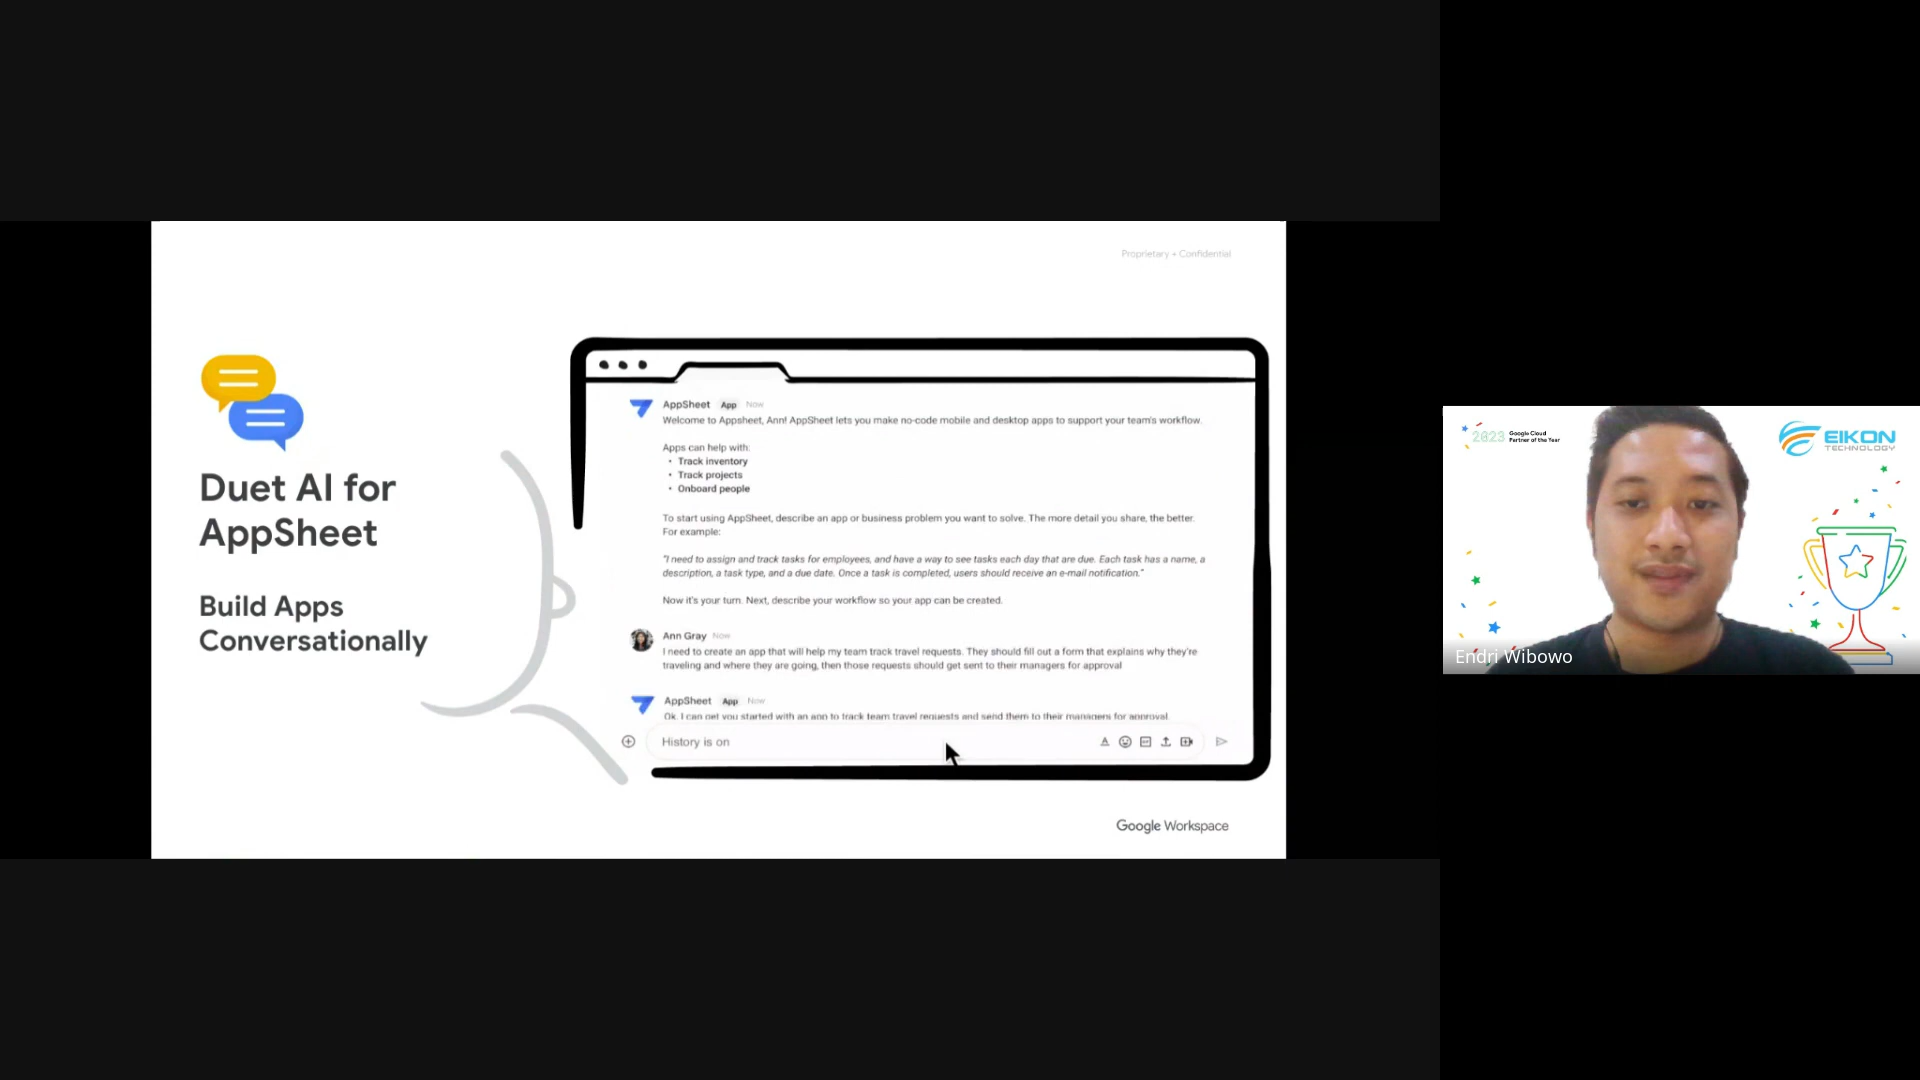 Proprietary + Confidential
Duet AI for
AppSheet
Build Apps
Conversationally
AppSheet App Now
Welcome to Appsheet, Ann! AppSheet lets you make no-code mobile and desktop apps to support your team's workflow.
Apps can help with:
• Track inventory
• Track projects
• Onboard people
To start using AppSheet, describe an app or business problem you want to solve. The more detail you share, the better.
For example:
"I need to assign and track tasks for employees, and have a way to see tasks each day that are due. Each task has a name, a
description, a task type, and a due date. Once a task is completed, users should receive an e-mail notification."
Now it's your turn. Next, describe your workflow so your app can be created.
Ann Gray Now
I need to create an app that will help my team track travel requests. They should fill out a form that explains why they're
traveling and where they are going, then those requests should get sent to their managers for approval
AppSheet App Now
Ok, I can get you started with an app to track team travel requests and send them to their managers for approval.
History is on
Google Workspace
2023 Google Cloud
Partner of the Year
EIKON
TECHNOLOGY
Endri Wibowo